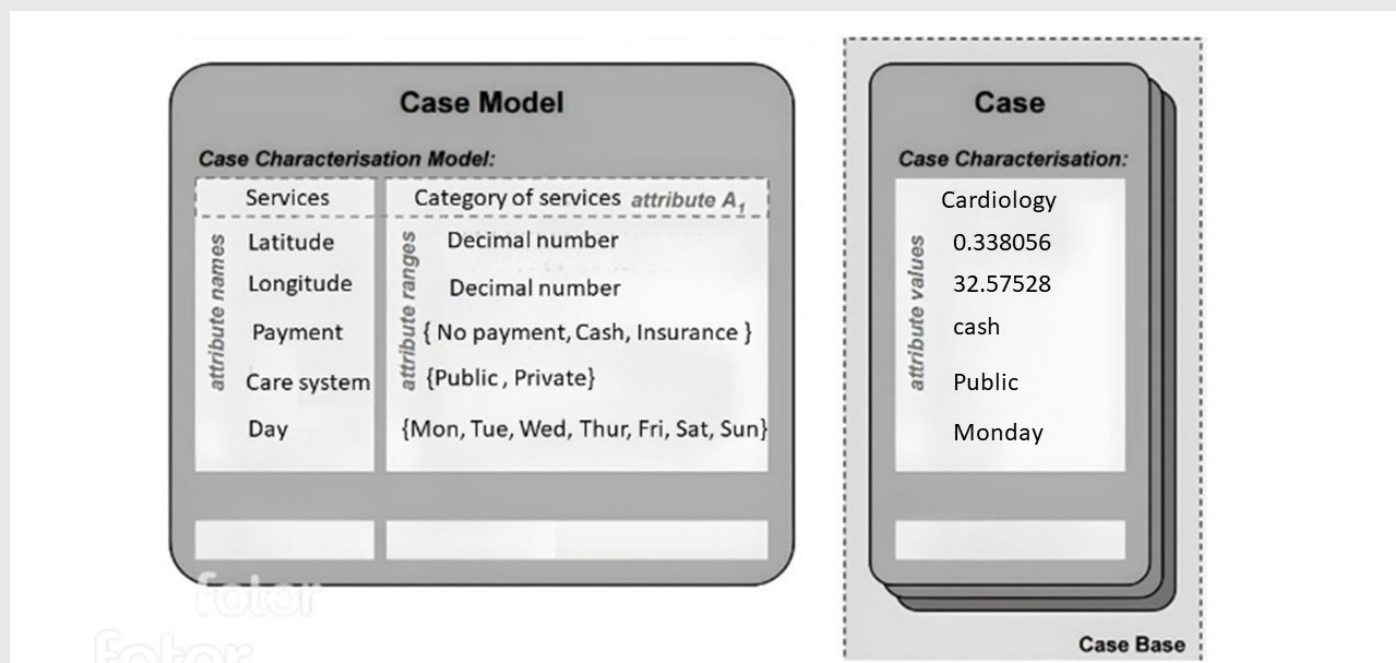 Case Model
Case Characterisation Model:
Services
Category of services attribute A1
attribute names
Latitude
Longitude
Payment
Care system
Day
attribute ranges
Decimal number
Decimal number
{ No payment, Cash, Insurance }
{Public , Private}
{Mon, Tue, Wed, Thur, Fri, Sat, Sun}
Case
Case Characterisation:
attribute values
Cardiology
0.338056
32.57528
cash
Public
Monday
Case Base
fotor
fotor